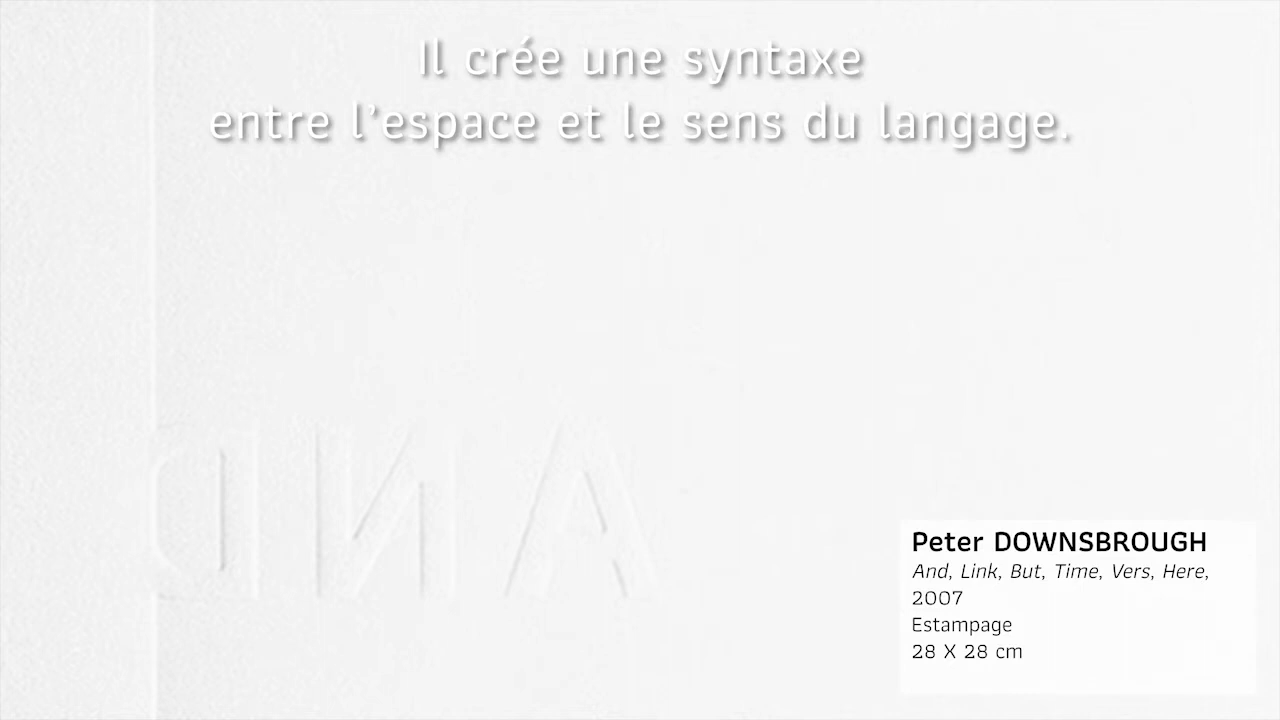 Il crée une syntaxe
entre l’espace et le sens du langage.
AND
Peter DOWNSBROUGH
And, Link, But, Time, Vers, Here,
2007
Estampage
28 X 28 cm